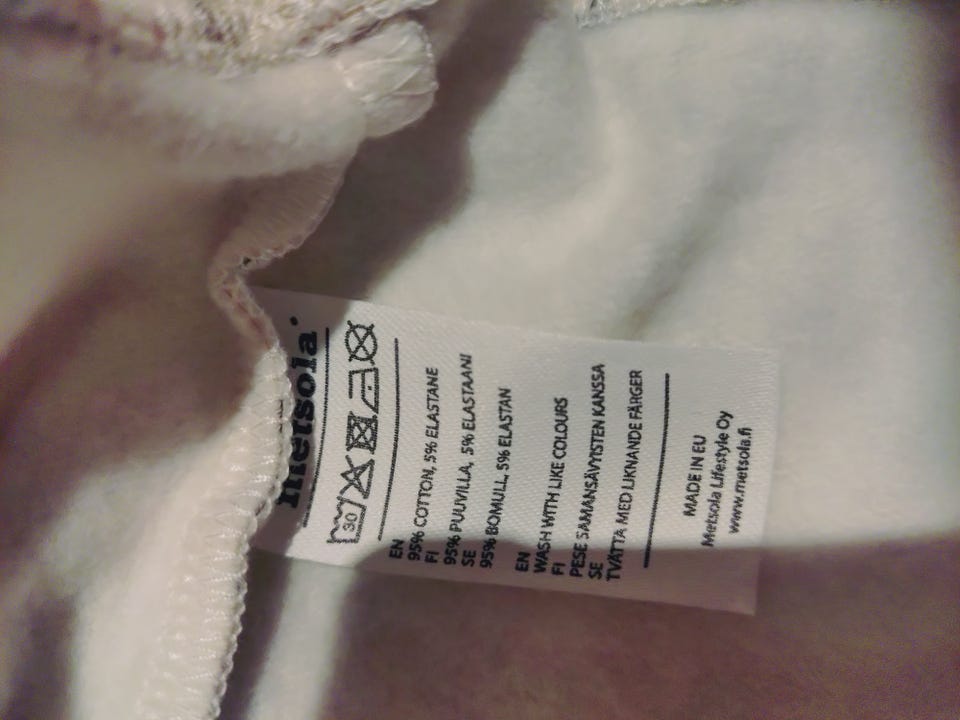 metsola
30
EN
95% COTTON, 5% ELASTANE
FI
95% PUUVILLA, 5% ELASTAANI
SE
95% BOMULL, 5% ELASTAN
EN
WASH WITH LIKE COLOURS
FI
PESE SAMANSÄVYISTEN KANSSA
SE
TVÄTTA MED LIKNANDE FÄRGER
MADE IN EU
Metsola Lifestyle Oy
www.metsola.fi